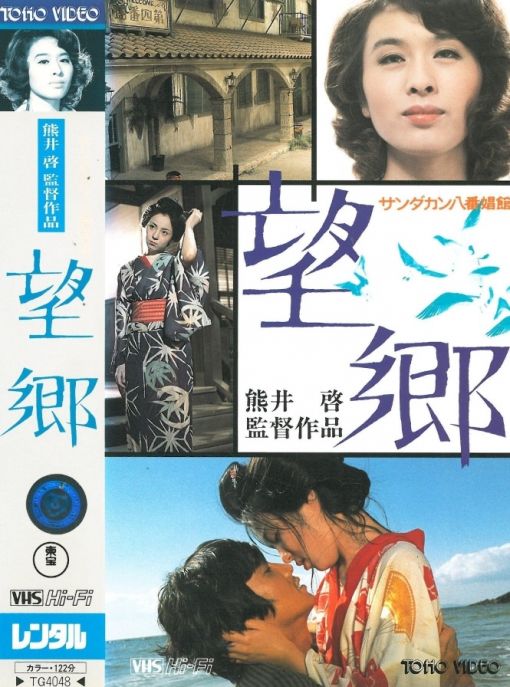 TOHO VIDEO
熊井 啓 監督作品
望郷
東宝
VHS Hi-Fi
レンタル
カラー・122分
▶ TG4048 ◀
WELCOME
サンダカン八番娼館
望郷
熊井 啓
監督作品
VHS Hi-Fi
TOHO VIDEO